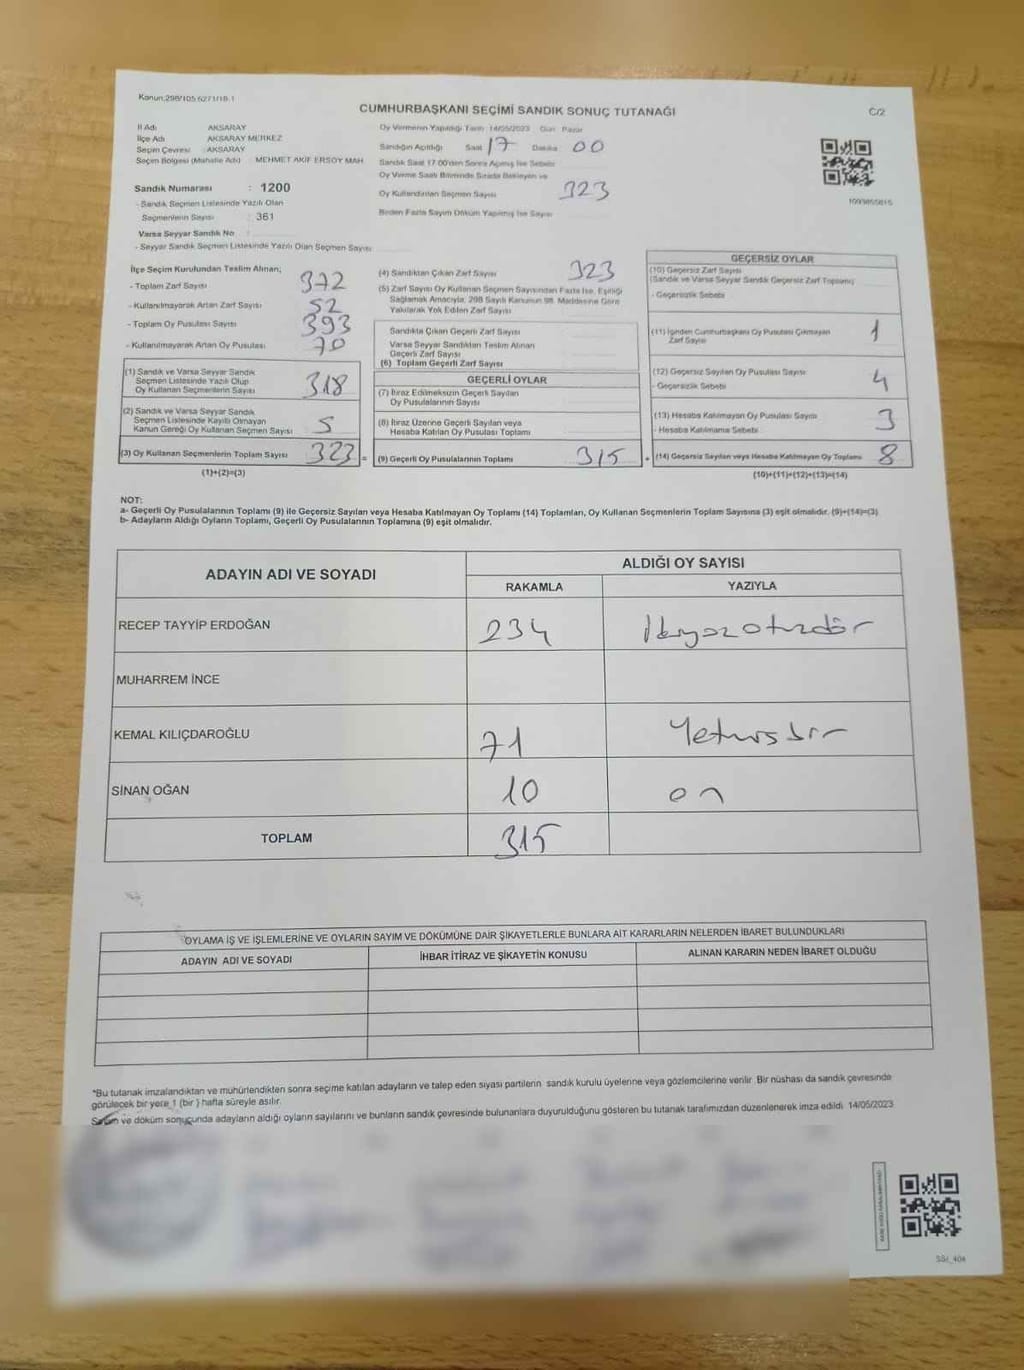 Kanun:298/105.6271/18.1
CUMHURBAŞKANI SEÇİMİ SANDIK SONUÇ TUTANAĞI
C/2
İl Adı AKSARAY
İlçe Adı AKSARAY MERKEZ
Seçim Çevresi : AKSARAY
Seçim Bölgesi (Mahalle Adı) MEHMET AKİF ERSOY MAH.
Sandık Numarası : 1200
- Sandık Seçmen Listesinde Yazılı Olan
Seçmenlerin Sayısı : 361
Varsa Seyyar Sandık No
- Seyyar Sandık Seçmen Listesinde Yazılı Olan Seçmen Sayısı
Oy Vermenin Yapıldığı Tarih 14/05/2023 Gün Pazar
Sandığın Açıldığı Saat 17 Dakika 00
Sandık Saat 17.00'den Sonra Açılmış İse Sebebi
Oy Verme Saati Bitiminde Sırada Bekleyen ve
Oy Kullandırılan Seçmen Sayısı 323
Birden Fazla Sayım Döküm Yapılmış İse Sayısı
1093855815
İlçe Seçim Kurulundan Teslim Alınan;
- Toplam Zarf Sayısı 372
- Kullanılmayarak Artan Zarf Sayısı 52
- Toplam Oy Pusulası Sayısı 393
- Kullanılmayarak Artan Oy Pusulası 70
(1) Sandık ve Varsa Seyyar Sandık
Seçmen Listesinde Yazılı Olup
Oy Kullanan Seçmenlerin Sayısı 318
(2) Sandık ve Varsa Seyyar Sandık
Seçmen Listesinde Kayıtlı Olmayan
Kanun Gereği Oy Kullanan Seçmen Sayısı 5
(3) Oy Kullanan Seçmenlerin Toplam Sayısı 323 =
(1)+(2)=(3)
(4) Sandıktan Çıkan Zarf Sayısı 323
(5) Zarf Sayısı Oy Kullanan Seçmen Sayısından Fazla İse, Eşitliği
Sağlamak Amacıyla, 298 Sayılı Kanunun 98. Maddesine Göre
Yakılarak Yok Edilen Zarf Sayısı
Sandıkta Çıkan Geçerli Zarf Sayısı
Varsa Seyyar Sandıktan Teslim Alınan
Geçerli Zarf Sayısı
(6) Toplam Geçerli Zarf Sayısı
GEÇERLİ OYLAR
(7) İtiraz Edilmeksizin Geçerli Sayılan
Oy Pusulalarının Sayısı
(8) İtiraz Üzerine Geçerli Sayılan veya
Hesaba Katılan Oy Pusulası Toplamı
(9) Geçerli Oy Pusulalarının Toplamı 315 +
GEÇERSİZ OYLAR
(10) Geçersiz Zarf Sayısı
(Sandık ve Varsa Seyyar Sandık Geçersiz Zarf Toplamı)
- Geçersizlik Sebebi
(11) İçinden Cumhurbaşkanı Oy Pusulası Çıkmayan
Zarf Sayısı 1
(12) Geçersiz Sayılan Oy Pusulası Sayısı 4
- Geçersizlik Sebebi
(13) Hesaba Katılmayan Oy Pusulası Sayısı 3
- Hesaba Katılmama Sebebi
(14) Geçersiz Sayılan veya Hesaba Katılmayan Oy Toplamı 8
(10)+(11)+(12)+(13)=(14)
NOT:
a- Geçerli Oy Pusulalarının Toplamı (9) ile Geçersiz Sayılan veya Hesaba Katılmayan Oy Toplamı (14) Toplamları, Oy Kullanan Seçmenlerin Toplam Sayısına (3) eşit olmalıdır. (9)+(14)=(3)
b- Adayların Aldığı Oyların Toplamı, Geçerli Oy Pusulalarının Toplamına (9) eşit olmalıdır.
ADAYIN ADI VE SOYADI ALDIĞI OY SAYISI
RAKAMLA YAZIYLA
RECEP TAYYİP ERDOĞAN 234 İkiyüzotuzdör
MUHARREM İNCE
KEMAL KILIÇDAROĞLU 71 Yetmişbir
SİNAN OĞAN 10 on
TOPLAM 315
OYLAMA İŞ VE İŞLEMLERİNE VE OYLARIN SAYIM VE DÖKÜMÜNE DAİR ŞİKAYETLERLE BUNLARA AİT KARARLARIN NELERDEN İBARET BULUNDUKLARI
ADAYIN ADI VE SOYADI İHBAR İTİRAZ VE ŞİKAYETİN KONUSU ALINAN KARARIN NEDEN İBARET OLDUĞU
*Bu tutanak imzalandıktan ve mühürlendikten sonra seçime katılan adayların ve talep eden siyasi partilerin sandık kurulu üyelerine veya gözlemcilerine verilir. Bir nüshası da sandık çevresinde
görülecek bir yere 1 (bir) hafta süreyle asılır.
Sayım ve döküm sonucunda adayların aldığı oyların sayılarını ve bunların sandık çevresinde bulunanlara duyurulduğunu gösteren bu tutanak tarafımızdan düzenlenerek imza edildi. 14/05/2023
SSI_404